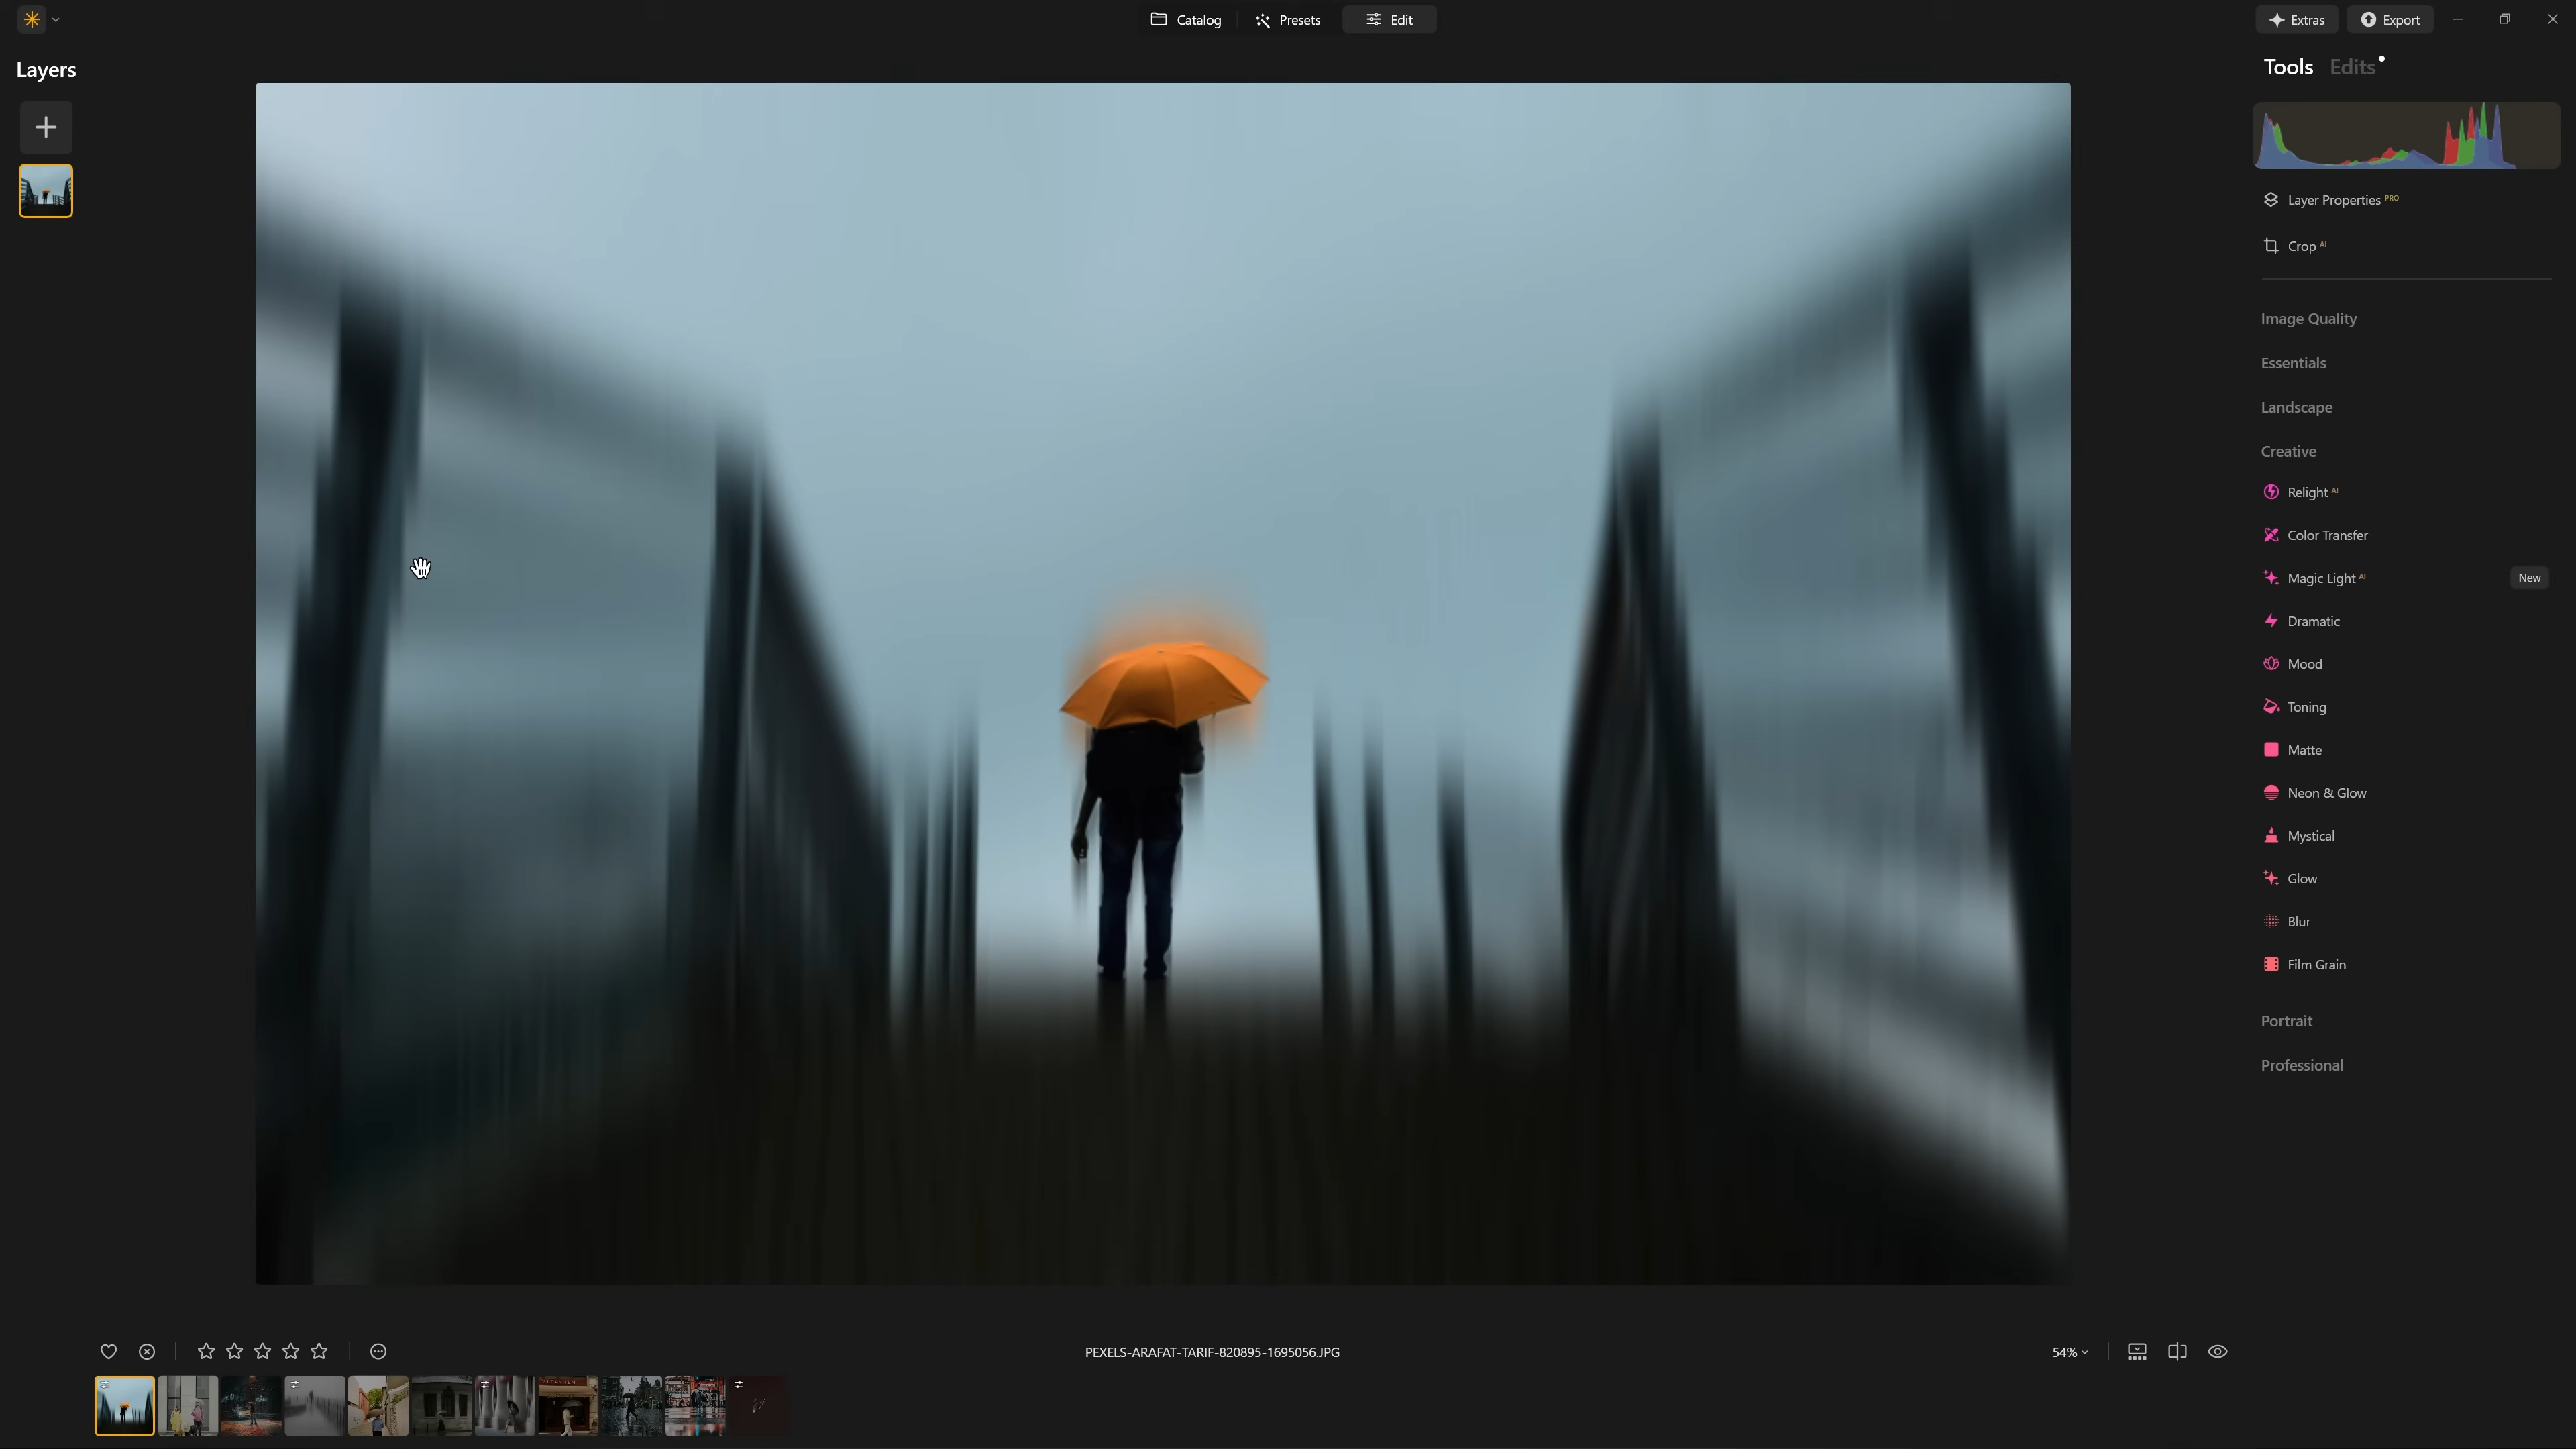 Catalog
Presets
Edit
Extras
Export
Layers
Tools Edits
Layer Properties PRO
Crop AI
Image Quality
Essentials
Landscape
Creative
Relight AI
Color Transfer
Magic Light AI New
Dramatic
Mood
Toning
Matte
Neon & Glow
Mystical
Glow
Blur
Film Grain
Portrait
Professional
PEXELS-ARAFAT-TARIF-820895-1695056.JPG
54%